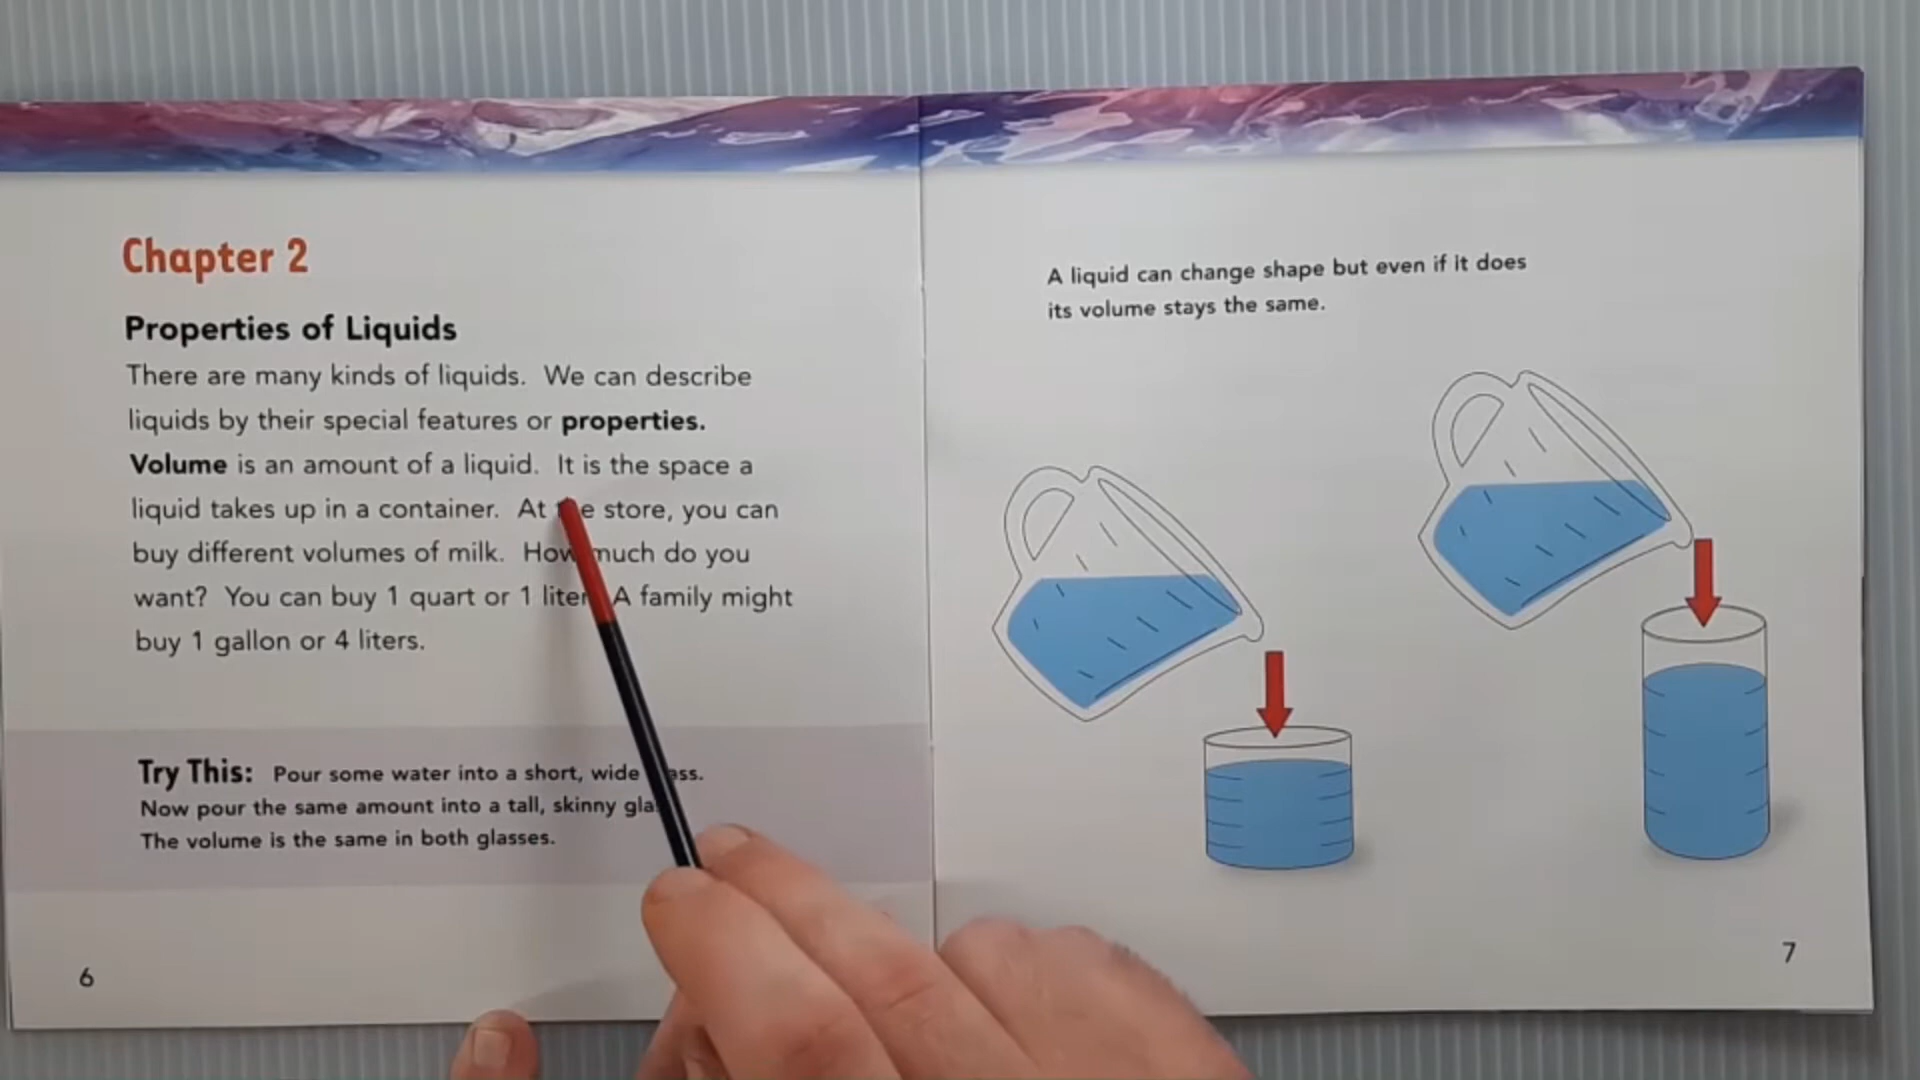 Chapter 2
Properties of Liquids
There are many kinds of liquids. We can describe
liquids by their special features or properties.
Volume is an amount of a liquid. It is the space a
liquid takes up in a container. At the store, you can
buy different volumes of milk. How much do you
want? You can buy 1 quart or 1 liter. A family might
buy 1 gallon or 4 liters.
Try This: Pour some water into a short, wide glass.
Now pour the same amount into a tall, skinny glass.
The volume is the same in both glasses.
6
A liquid can change shape but even if it does
its volume stays the same.
7